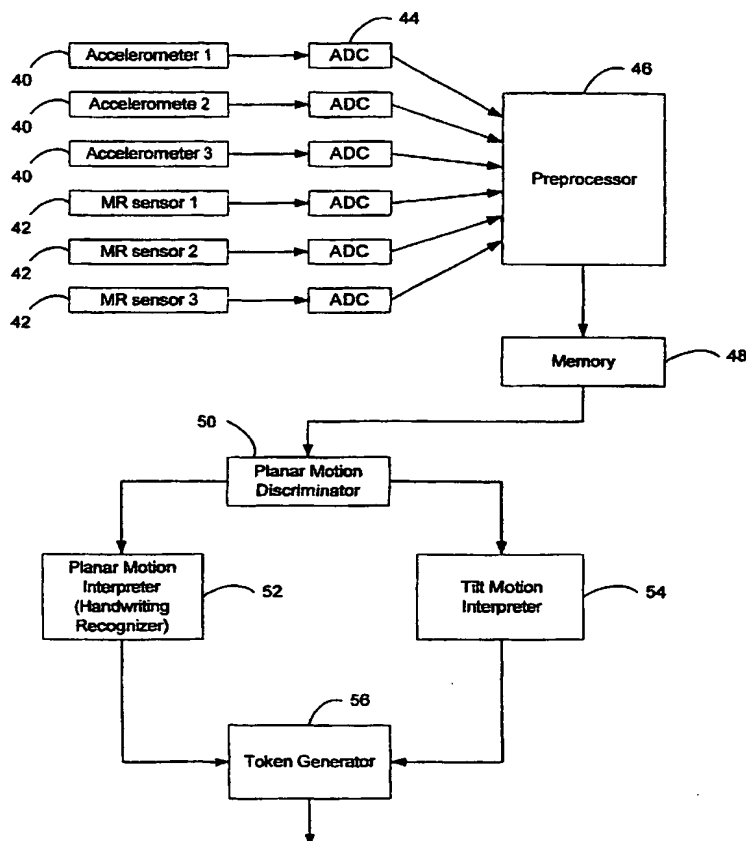 44
Accelerometer 1
ADC
46
40
Acceleromete 2
ADC
40
Accelerometer 3
ADC
Preprocessor
40
MR sensor 1
ADC
42
MR sensor 2
ADC
42
MR sensor 3
ADC
42
Memory
48
50
Planar Motion
Discriminator
Planar Motion
Interpreter
(Handwriting
Recognizer)
52
Tilt Motion
Interpreter
54
56
Token Generator